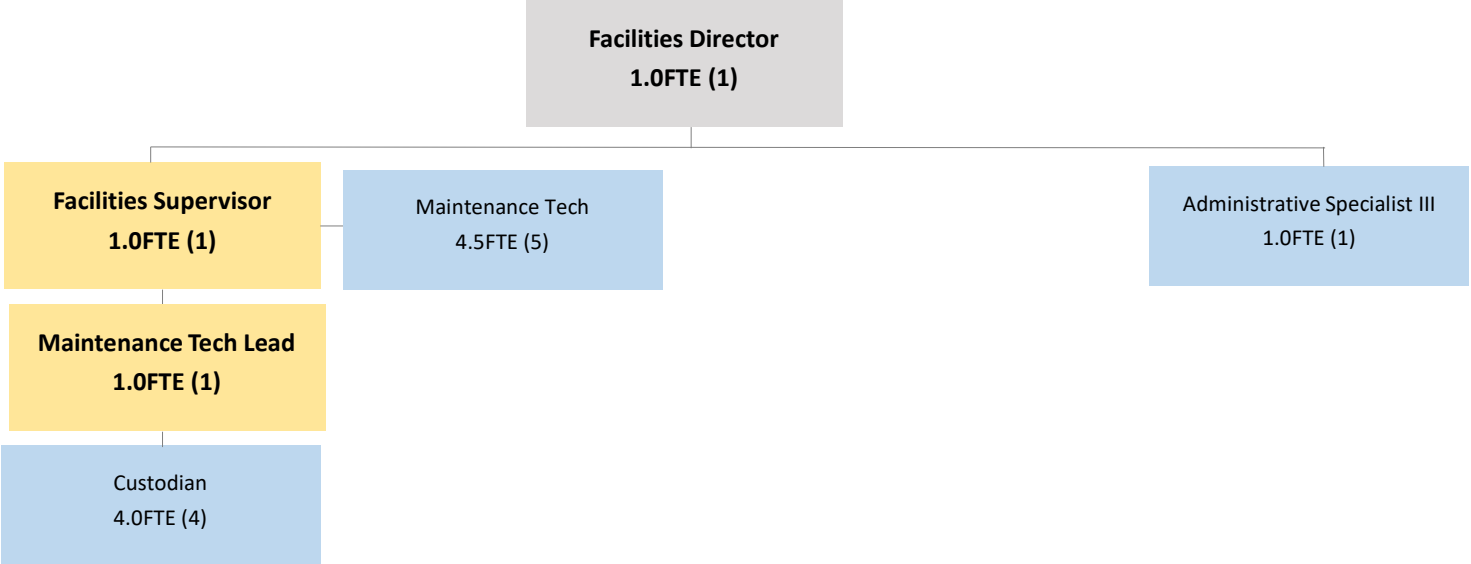 Facilities Director
1.0FTE (1)
Facilities Supervisor
1.0FTE (1)
Maintenance Tech
4.5FTE (5)
Administrative Specialist III
1.0FTE (1)
Maintenance Tech Lead
1.0FTE (1)
Custodian
4.0FTE (4)